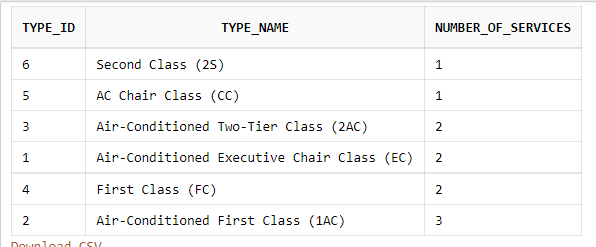 TYPE_ID TYPE_NAME NUMBER_OF_SERVICES
6 Second Class (2S) 1
5 AC Chair Class (CC) 1
3 Air-Conditioned Two-Tier Class (2AC) 2
1 Air-Conditioned Executive Chair Class (EC) 2
4 First Class (FC) 2
2 Air-Conditioned First Class (1AC) 3
Download CSV